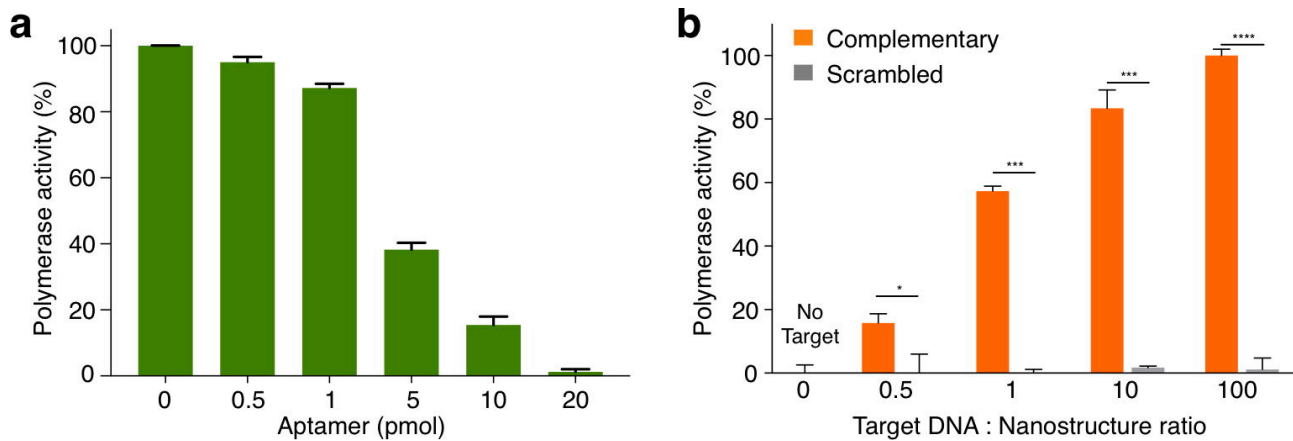 a
Polymerase activity (%)
100
80
60
40
20
0
0 0.5 1 5 10 20
Aptamer (pmol)
b
Complementary
Scrambled
Polymerase activity (%)
100
80
60
40
20
0
No
Target
*
***
***
****
0.5 1 10 100
Target DNA : Nanostructure ratio